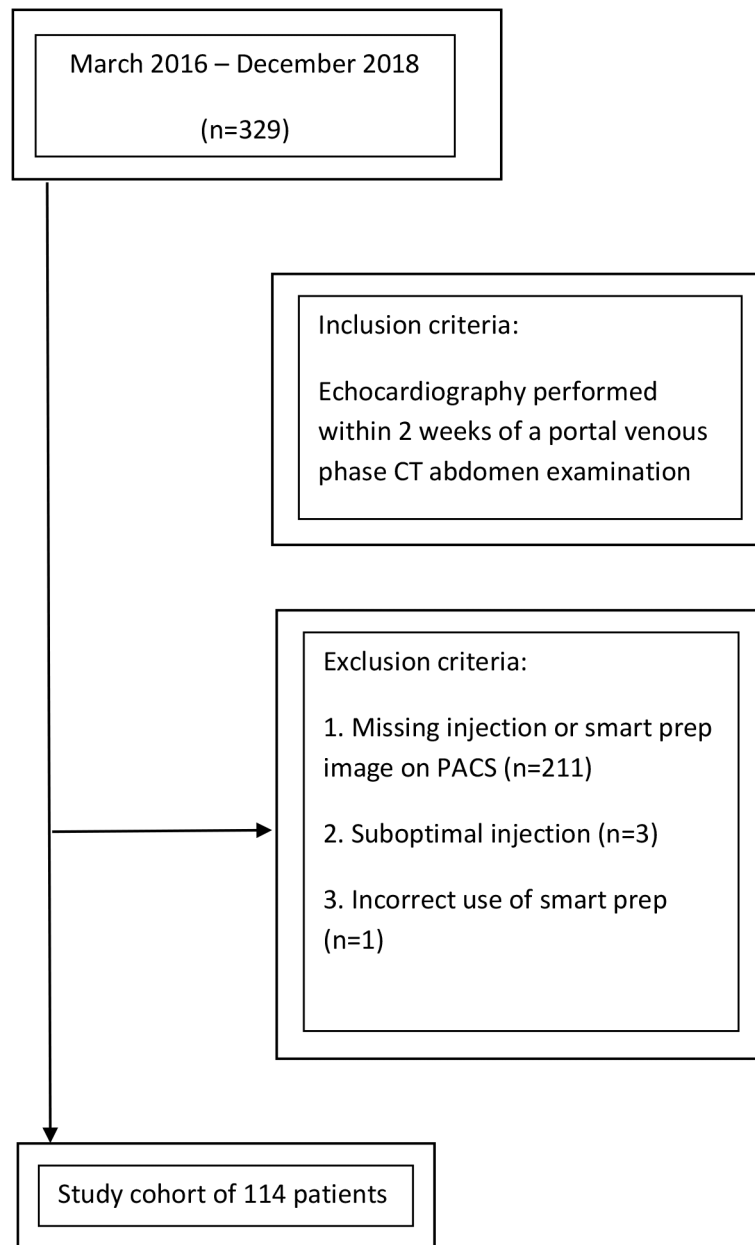 March 2016 – December 2018
(n=329)
Inclusion criteria:
Echocardiography performed
within 2 weeks of a portal venous
phase CT abdomen examination
Exclusion criteria:
1. Missing injection or smart prep
image on PACS (n=211)
2. Suboptimal injection (n=3)
3. Incorrect use of smart prep
(n=1)
Study cohort of 114 patients